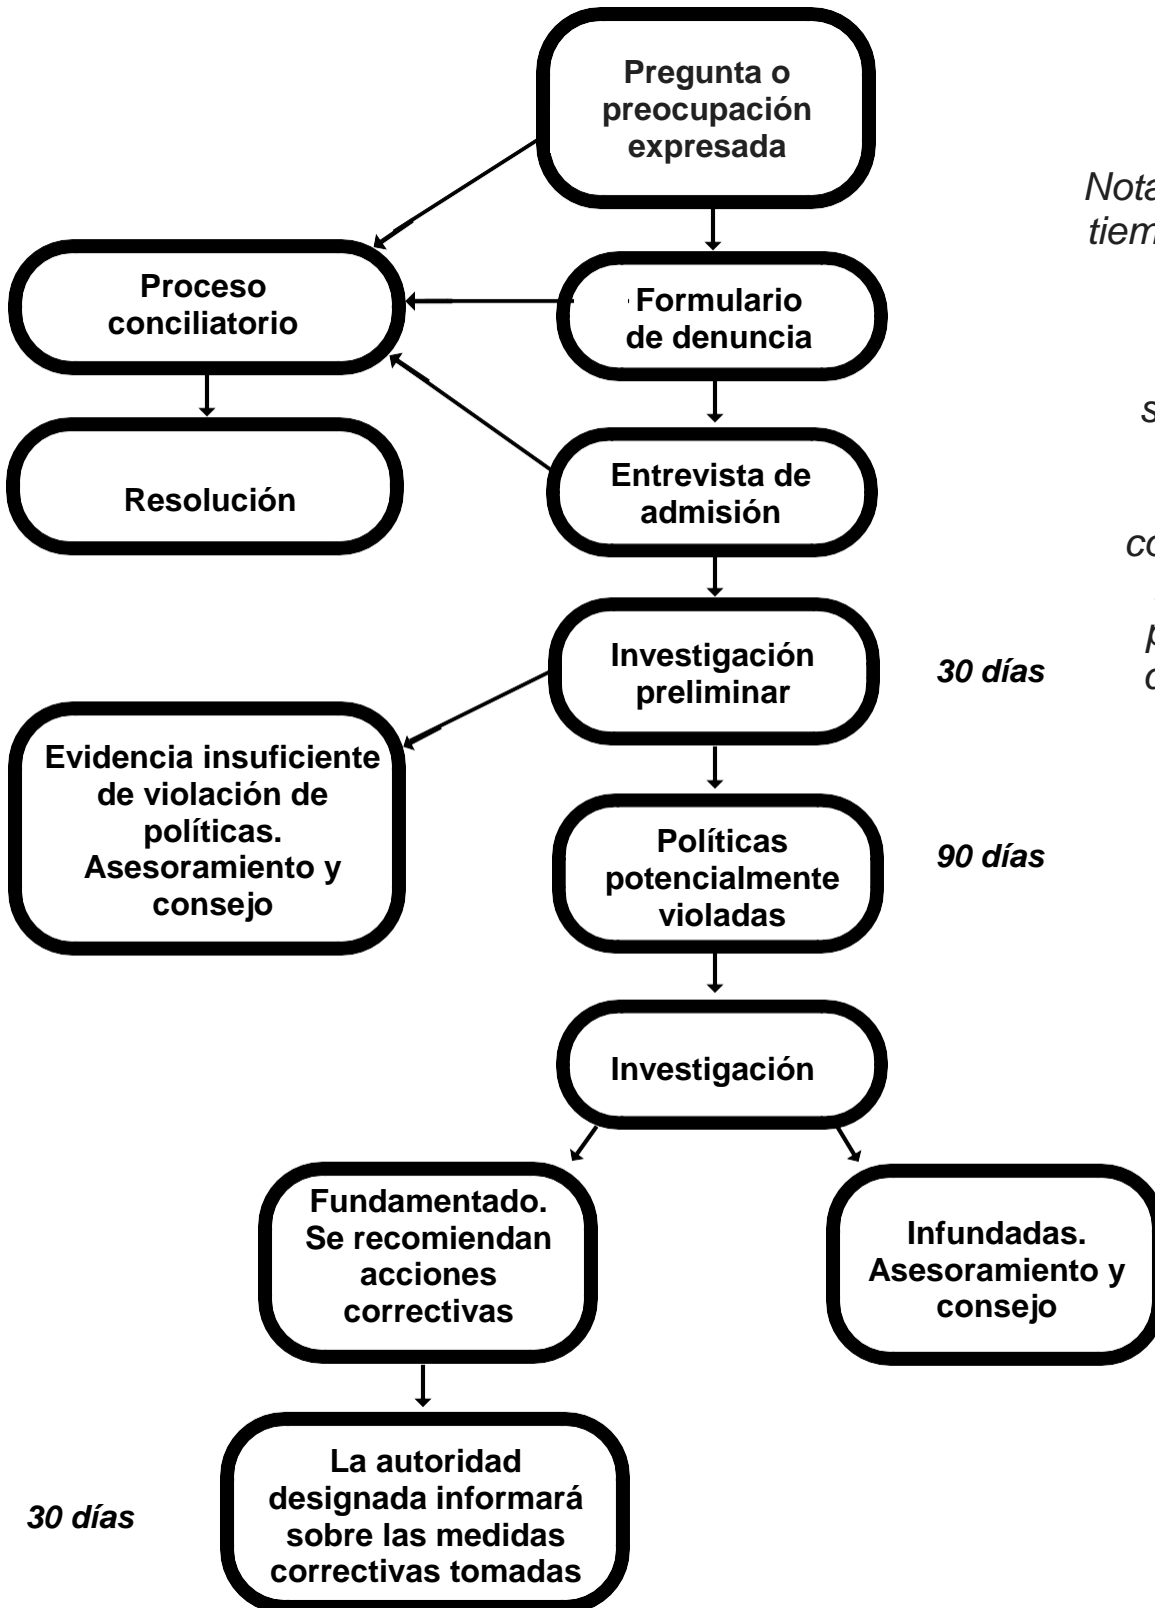 Pregunta o
preocupación
expresada
Nota
tiem
Proceso
conciliatorio
Formulario
de denuncia
s
Resolución
Entrevista de
admisión
co
p
Investigación
preliminar
30 días
Evidencia insuficiente
de violación de
políticas.
Asesoramiento y
consejo
Políticas
potencialmente
violadas
90 días
Investigación
Fundamentado.
Se recomiendan
acciones
correctivas
Infundadas.
Asesoramiento y
consejo
La autoridad
designada informará
sobre las medidas
correctivas tomadas
30 días